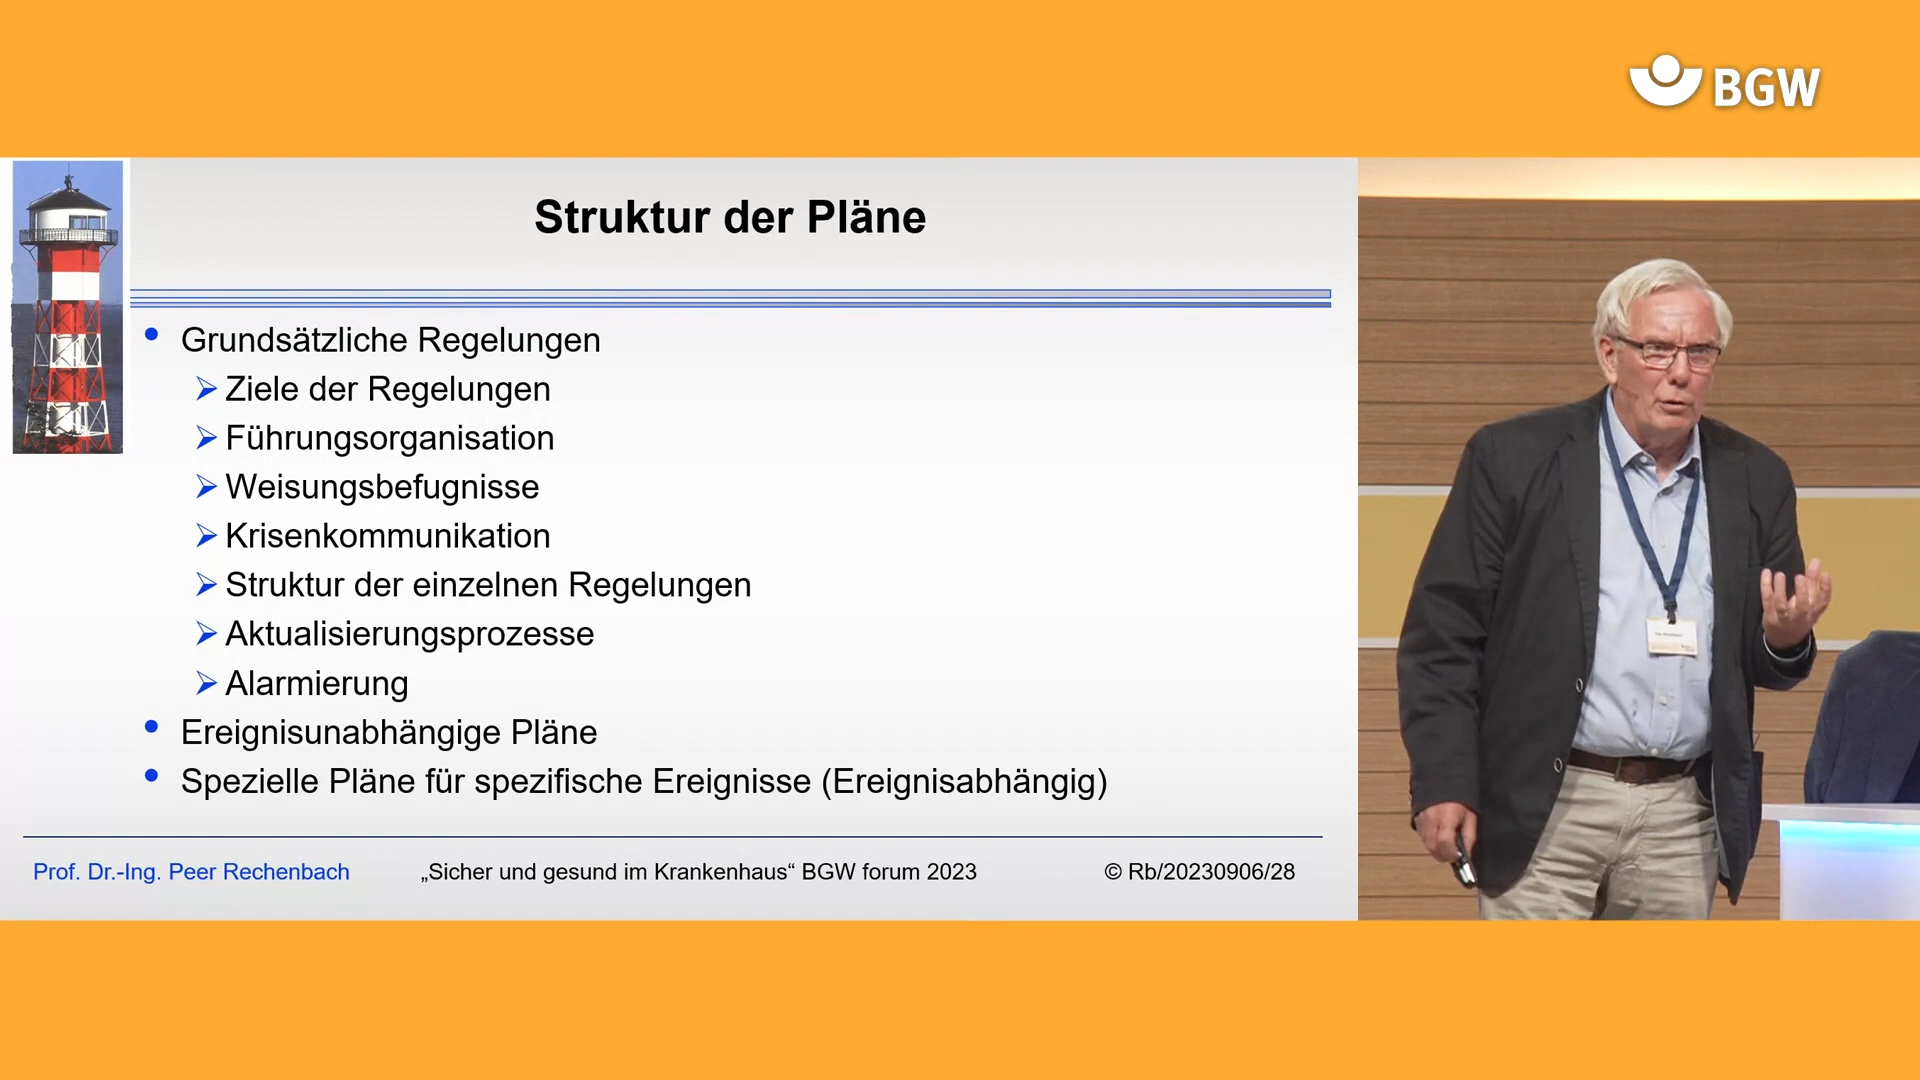 BGW
Struktur der Pläne
Grundsätzliche Regelungen
Ziele der Regelungen
Führungsorganisation
Weisungsbefugnisse
Krisenkommunikation
Struktur der einzelnen Regelungen
Aktualisierungsprozesse
Alarmierung
Ereignisunabhängige Pläne
Spezielle Pläne für spezifische Ereignisse (Ereignisabhängig)
Prof. Dr.-Ing. Peer Rechenbach
„Sicher und gesund im Krankenhaus“ BGW forum 2023
© Rb/20230906/28